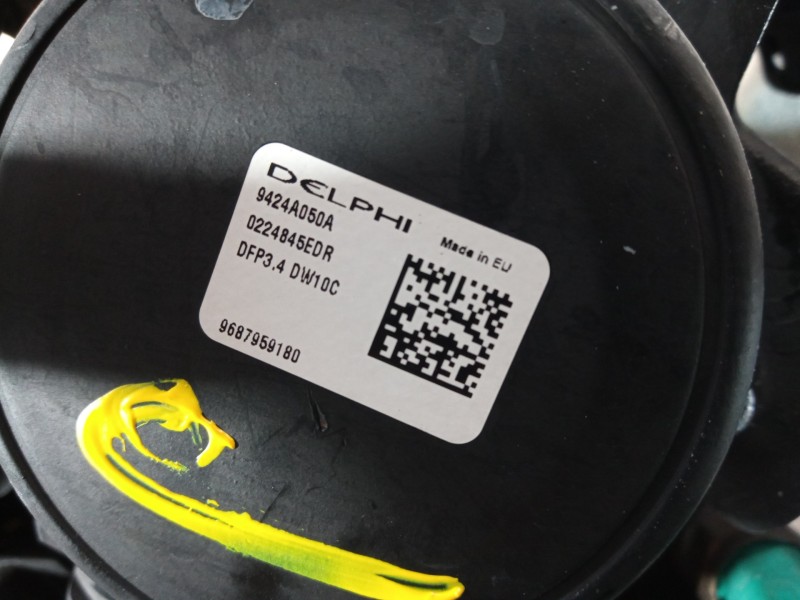 DELPHI
9424A050A
0224845EDR
DFP3.4 DW10C
Made in EU
9687959180